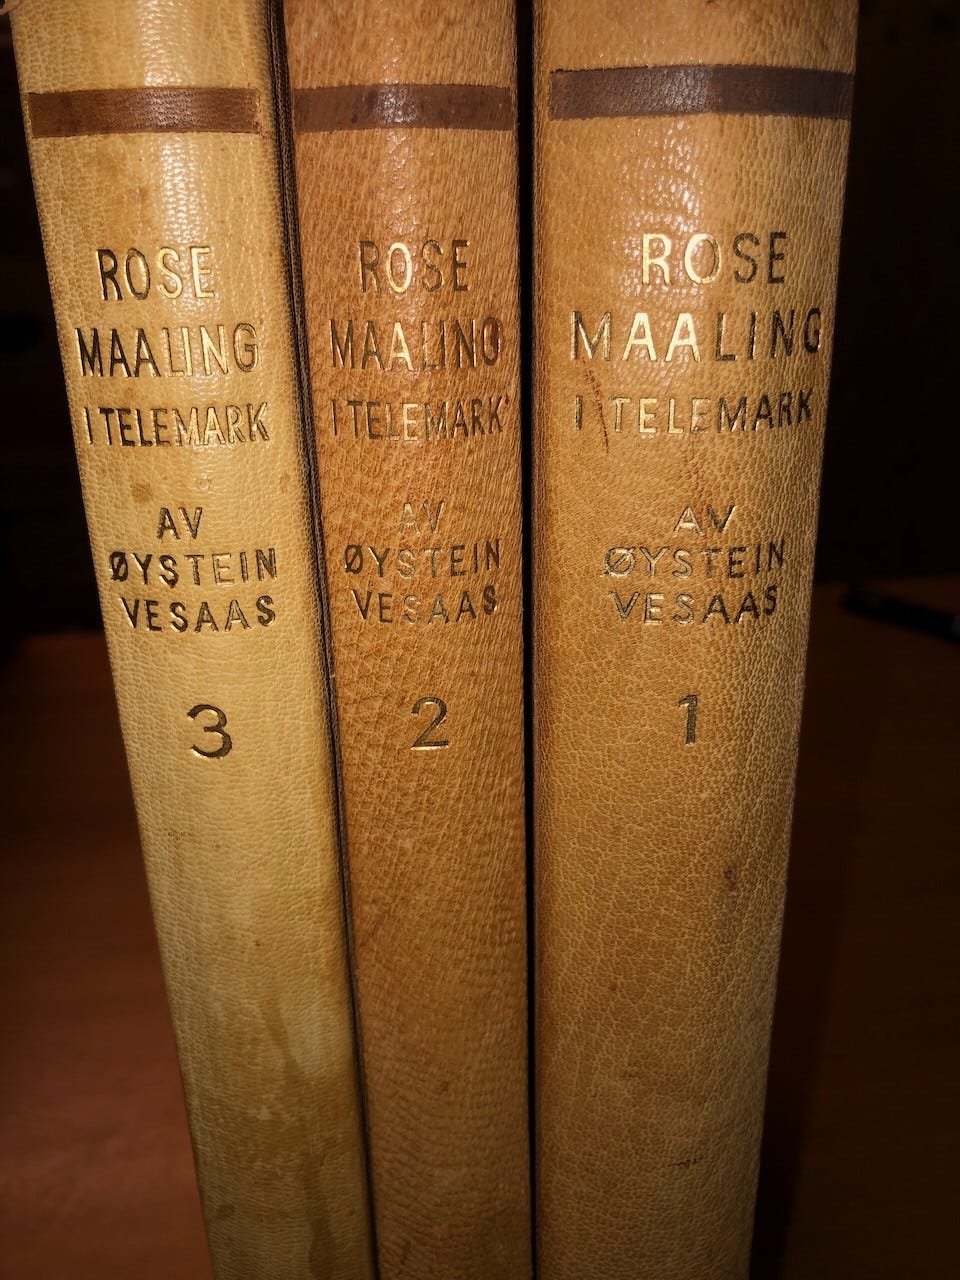 ROSE
MAALING
I TELEMARK
AV
ØYSTEIN
VESAAS
3
ROSE
MAALING
I TELEMARK
AV
ØYSTEIN
VESAAS
2
ROSE
MAALING
I TELEMARK
AV
ØYSTEIN
VESAAS
1